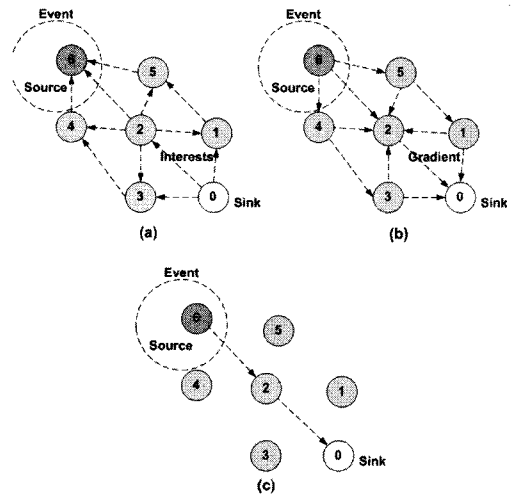 Event
Event
6
5
Source
4
2
1
Interests
3
0
Sink
(a)
6
5
Source
4
2
1
Gradient
3
0
Sink
(b)
Event
6
5
Source
4
2
1
3
0
Sink
(c)